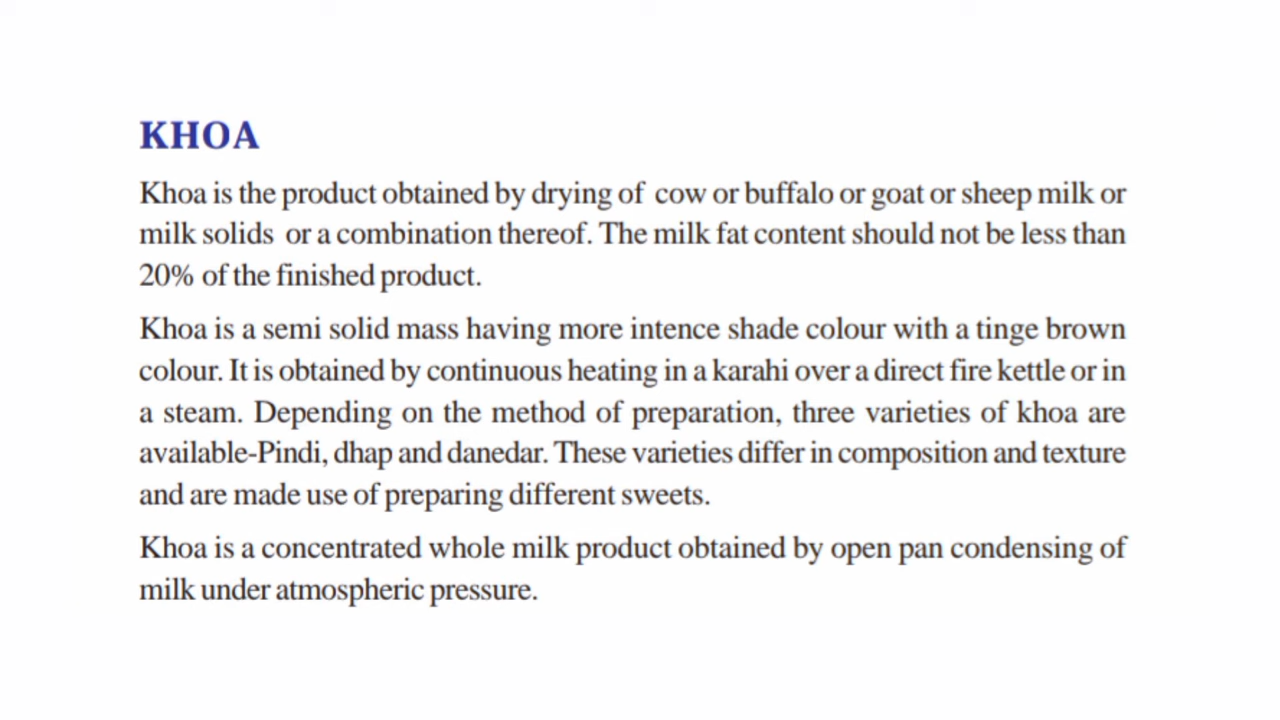 KHOA
Khoa is the product obtained by drying of cow or buffalo or goat or sheep milk or
milk solids or a combination thereof. The milk fat content should not be less than
20% of the finished product.
Khoa is a semi solid mass having more intence shade colour with a tinge brown
colour. It is obtained by continuous heating in a karahi over a direct fire kettle or in
a steam. Depending on the method of preparation, three varieties of khoa are
available-Pindi, dhap and danedar. These varieties differ in composition and texture
and are made use of preparing different sweets.
Khoa is a concentrated whole milk product obtained by open pan condensing of
milk under atmospheric pressure.